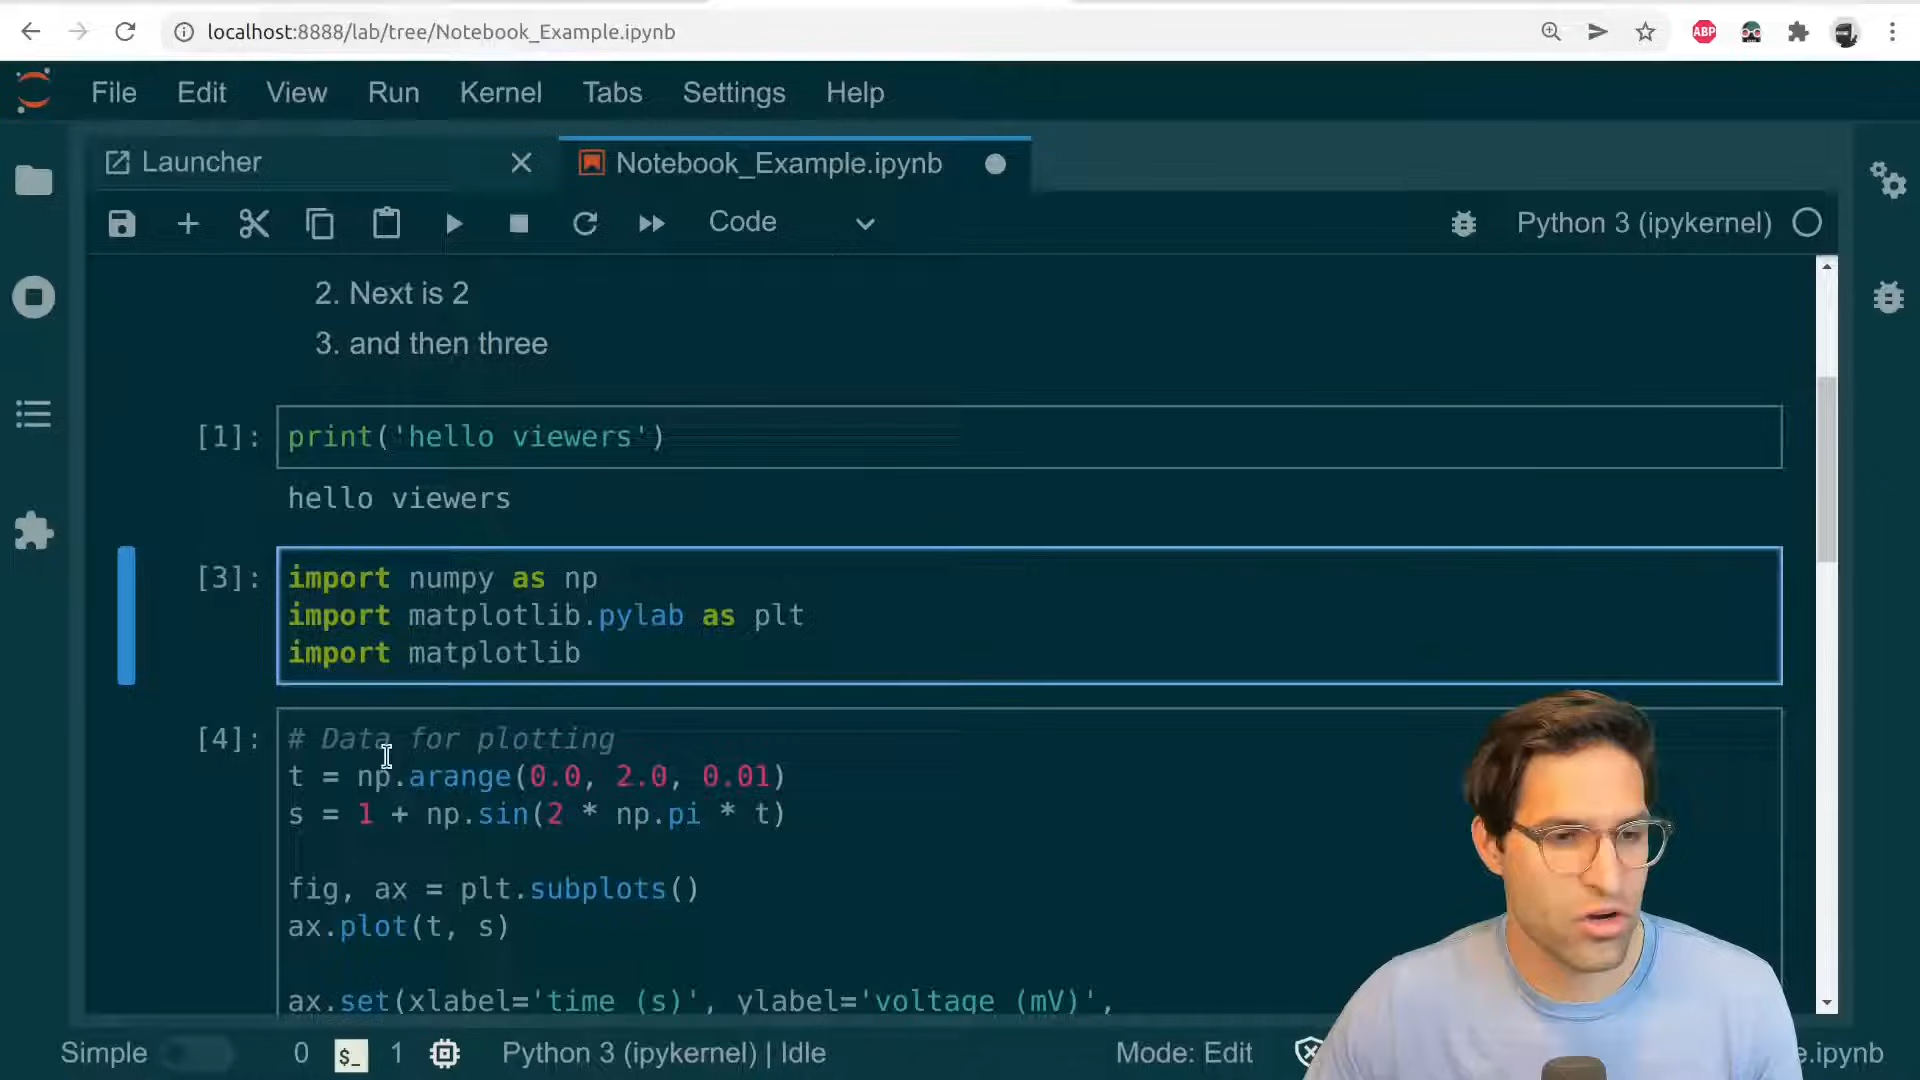 localhost:8888/lab/tree/Notebook_Example.ipynb
ABP
File Edit View Run Kernel Tabs Settings Help
Launcher
Notebook_Example.ipynb
Code
Python 3 (ipykernel)
2. Next is 2
3. and then three
[1]: print('hello viewers')
hello viewers
[3]: import numpy as np
import matplotlib.pylab as plt
import matplotlib
[4]: # Data for plotting
t = np.arange(0.0, 2.0, 0.01)
s = 1 + np.sin(2 * np.pi * t)
fig, ax = plt.subplots()
ax.plot(t, s)
ax.set(xlabel='time (s)', ylabel='voltage (mV)',
Simple 0 $_ 1 Python 3 (ipykernel) | Idle Mode: Edit e.ipynb